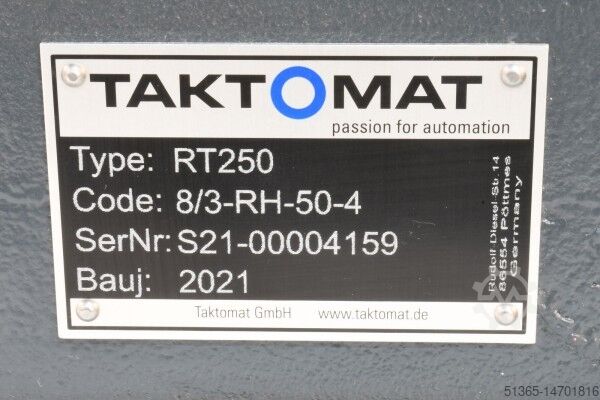 TAKTOMAT
passion for automation
Type: RT250
Code: 8/3-RH-50-4
SerNr: S21-00004159
Bauj: 2021
Rudolf-Diesel-Str.14
86554 Pöttmes
Germany
Taktomat GmbH www.taktomat.de
51365-14701816